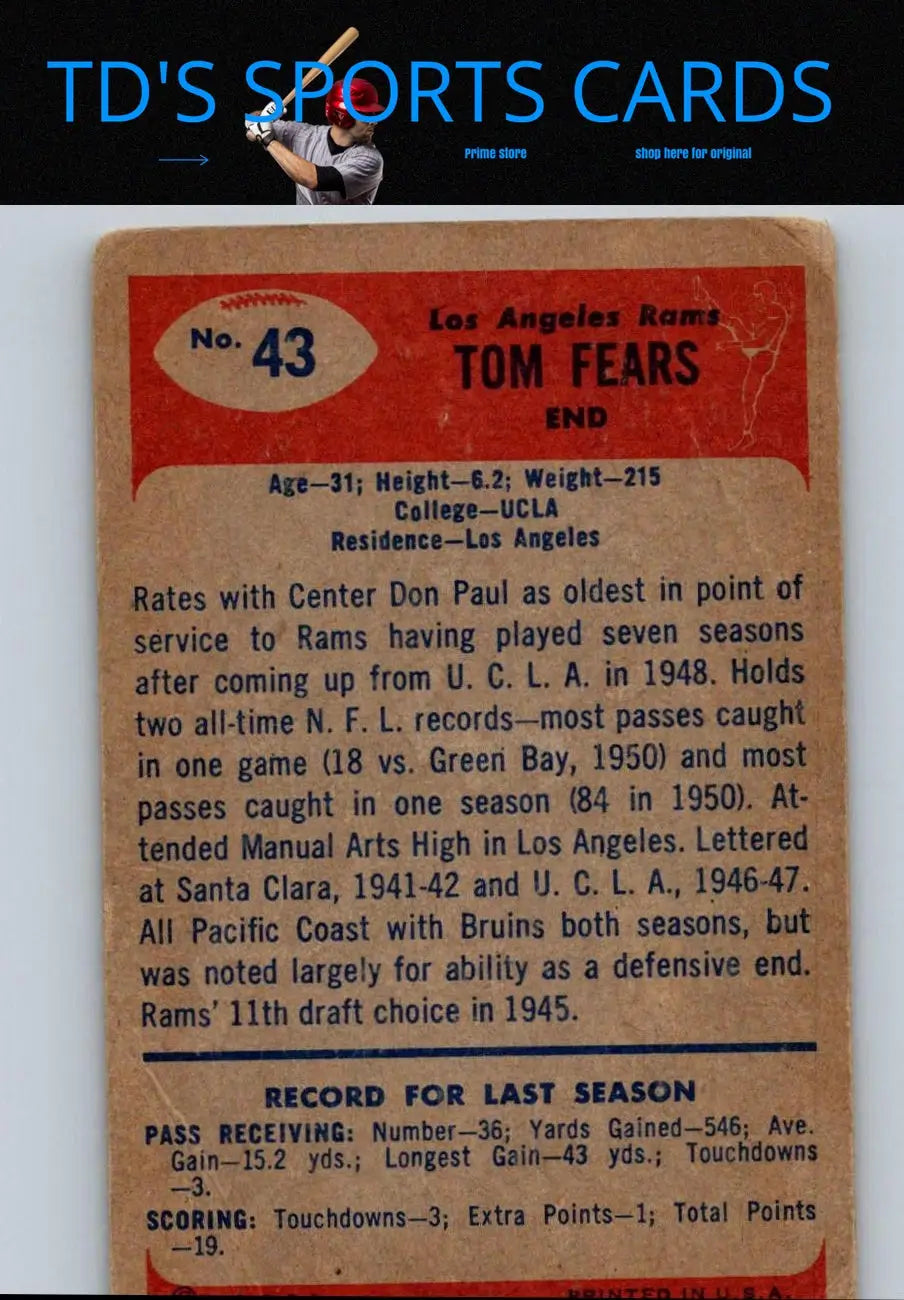 TD'S SPORTS CARDS
Prime store
shop here for original
No. 43
Los Angeles Rams
TOM FEARS
END
Age—31; Height—6.2; Weight—215
College—UCLA
Residence—Los Angeles
Rates with Center Don Paul as oldest in point of
service to Rams having played seven seasons
after coming up from U. C. L. A. in 1948. Holds
two all-time N. F. L. records—most passes caught
in one game (18 vs. Green Bay, 1950) and most
passes caught in one season (84 in 1950). At-
tended Manual Arts High in Los Angeles. Lettered
at Santa Clara, 1941-42 and U. C. L. A., 1946-47.
All Pacific Coast with Bruins both seasons, but
was noted largely for ability as a defensive end.
Rams' 11th draft choice in 1945.
RECORD FOR LAST SEASON
PASS RECEIVING: Number—36; Yards Gained—546; Ave.
Gain—15.2 yds.; Longest Gain—43 yds.; Touchdowns
—3.
SCORING: Touchdowns—3; Extra Points—1; Total Points
—19.
PRINTED IN U.S.A.